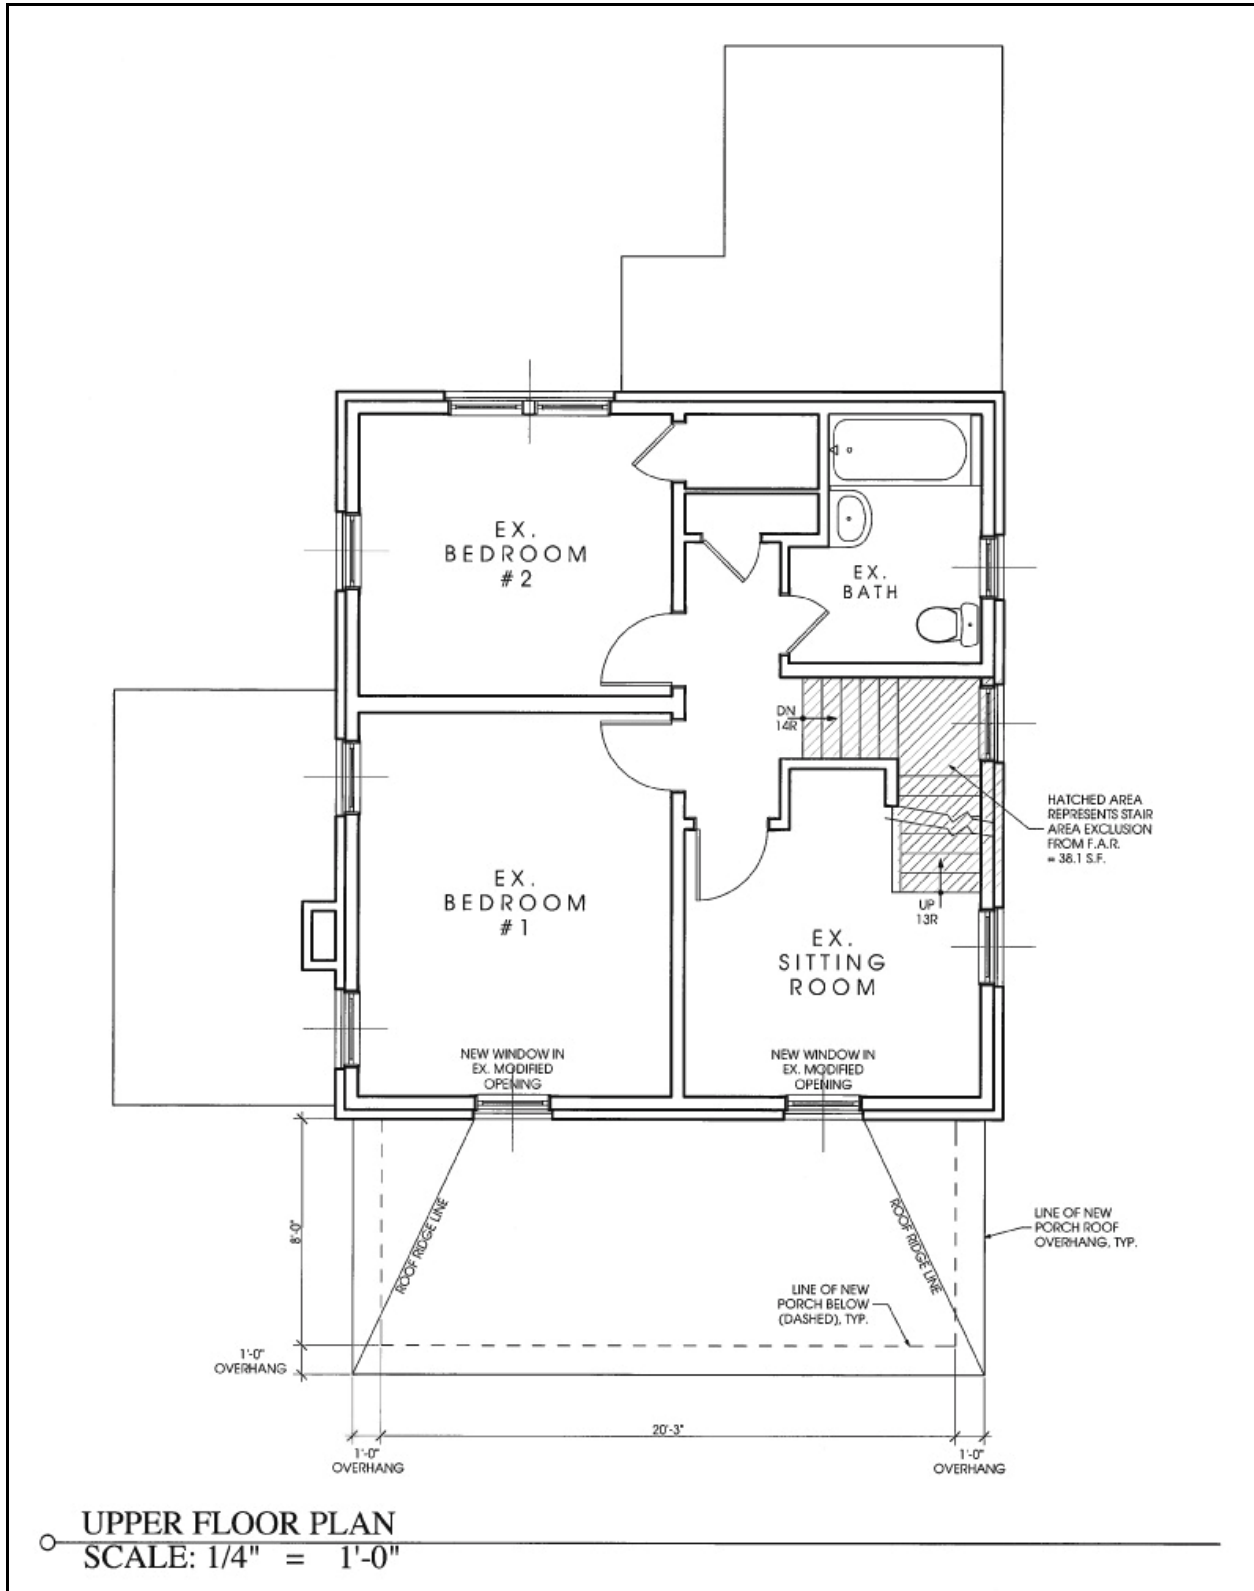 EX.
BEDROOM
#2
EX.
BATH
DN
14R
HATCHED AREA
REPRESENTS STAIR
AREA EXCLUSION
FROM F.A.R.
= 38.1 S.F.
EX.
BEDROOM
#1
UP
13R
EX.
SITTING
ROOM
NEW WINDOW IN
EX. MODIFIED
OPENING
NEW WINDOW IN
EX. MODIFIED
OPENING
8'-0"
ROOF RIDGE LINE
ROOF RIDGE LINE
LINE OF NEW
PORCH ROOF
OVERHANG, TYP.
LINE OF NEW
PORCH BELOW
(DASHED), TYP.
1'-0"
OVERHANG
20'-3"
1'-0"
OVERHANG
1'-0"
OVERHANG
UPPER FLOOR PLAN
SCALE: 1/4" = 1'-0"